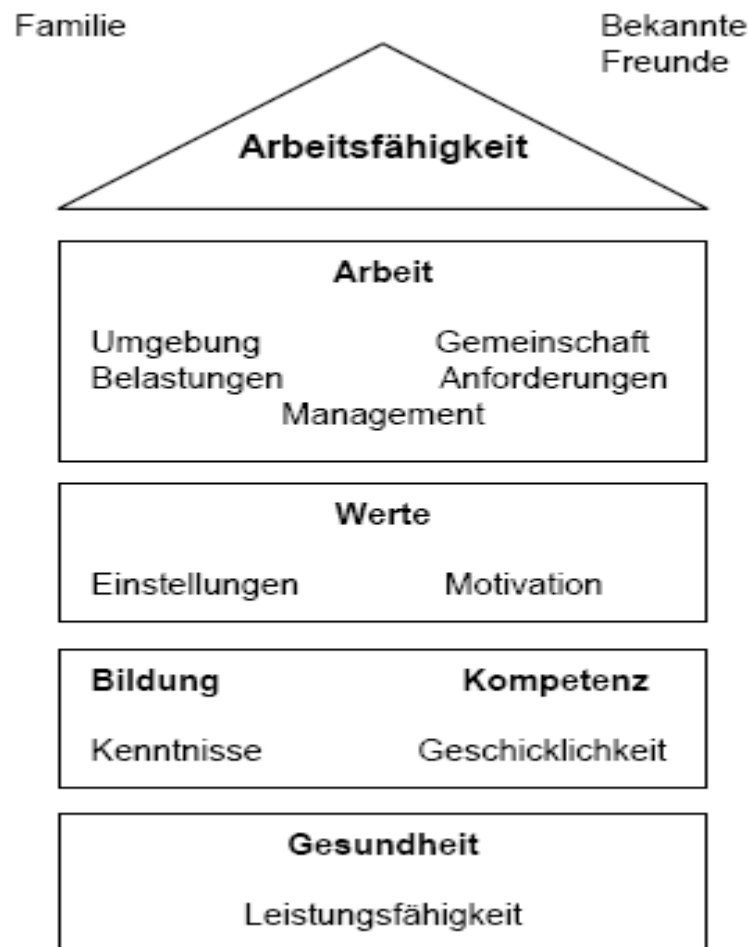 Familie Bekannte
Freunde
Arbeitsfähigkeit
Arbeit
Umgebung Gemeinschaft
Belastungen Anforderungen
Management
Werte
Einstellungen Motivation
Bildung Kompetenz
Kenntnisse Geschicklichkeit
Gesundheit
Leistungsfähigkeit